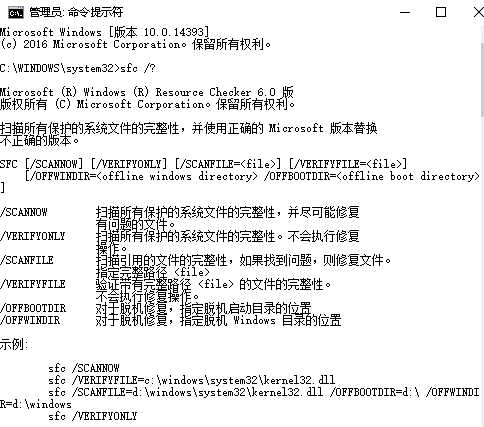 管理员: 命令提示符
Microsoft Windows [版本 10.0.14393]
(c) 2016 Microsoft Corporation。保留所有权利。
C:\WINDOWS\system32>sfc /?
Microsoft (R) Windows (R) Resource Checker 6.0 版
版权所有 (C) Microsoft Corporation。保留所有权利。
扫描所有保护的系统文件的完整性，并使用正确的 Microsoft 版本替换
不正确的版本。
SFC [/SCANNOW] [/VERIFYONLY] [/SCANFILE=<file>] [/VERIFYFILE=<file>]
[/OFFWINDIR=<offline windows directory> /OFFBOOTDIR=<offline boot directory>
]
/SCANNOW 扫描所有保护的系统文件的完整性，并尽可能修复
有问题的文件。
/VERIFYONLY 扫描所有保护的系统文件的完整性。不会执行修复
操作。
/SCANFILE 扫描引用的文件的完整性，如果找到问题，则修复文件。
指定完整路径 <file>
/VERIFYFILE 验证带有完整路径 <file> 的文件的完整性。
不会执行修复操作。
/OFFBOOTDIR 对于脱机修复，指定脱机启动目录的位置
/OFFWINDIR 对于脱机修复，指定脱机 Windows 目录的位置
示例:
sfc /SCANNOW
sfc /VERIFYFILE=c:\windows\system32\kernel32.dll
sfc /SCANFILE=d:\windows\system32\kernel32.dll /OFFBOOTDIR=d:\ /OFFWINDI
R=d:\windows
sfc /VERIFYONLY